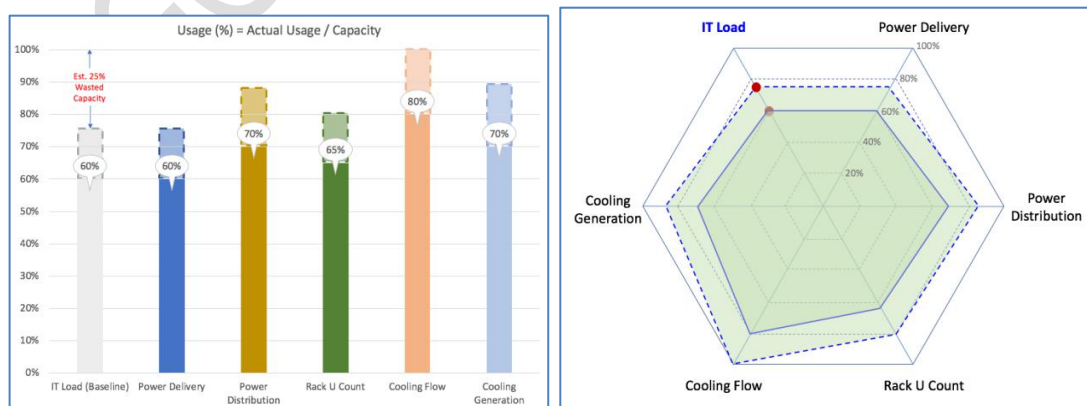 Usage (%) = Actual Usage / Capacity
100%
90%
80%
70%
60%
50%
40%
30%
20%
10%
0%
Est. 25%
Wasted
Capacity
60%
60%
70%
65%
80%
70%
IT Load (Baseline)
Power Delivery
Power
Distribution
Rack U Count
Cooling Flow
Cooling
Generation
IT Load
Power Delivery
100%
80%
60%
40%
20%
Cooling
Generation
Power
Distribution
Cooling Flow
Rack U Count